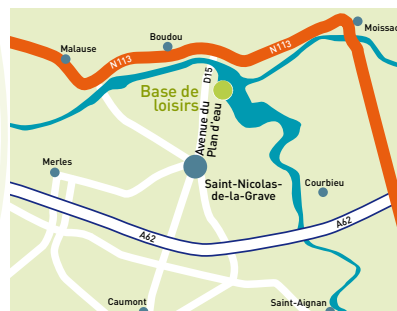 Moissac
Boudou
Malause
N113
N113
D15
Base de
loisirs
Avenue du
Plan d'eau
Merles
Saint-Nicolas-
de-la-Grave
Courbieu
A62
A62
Caumont
Saint-Aignan